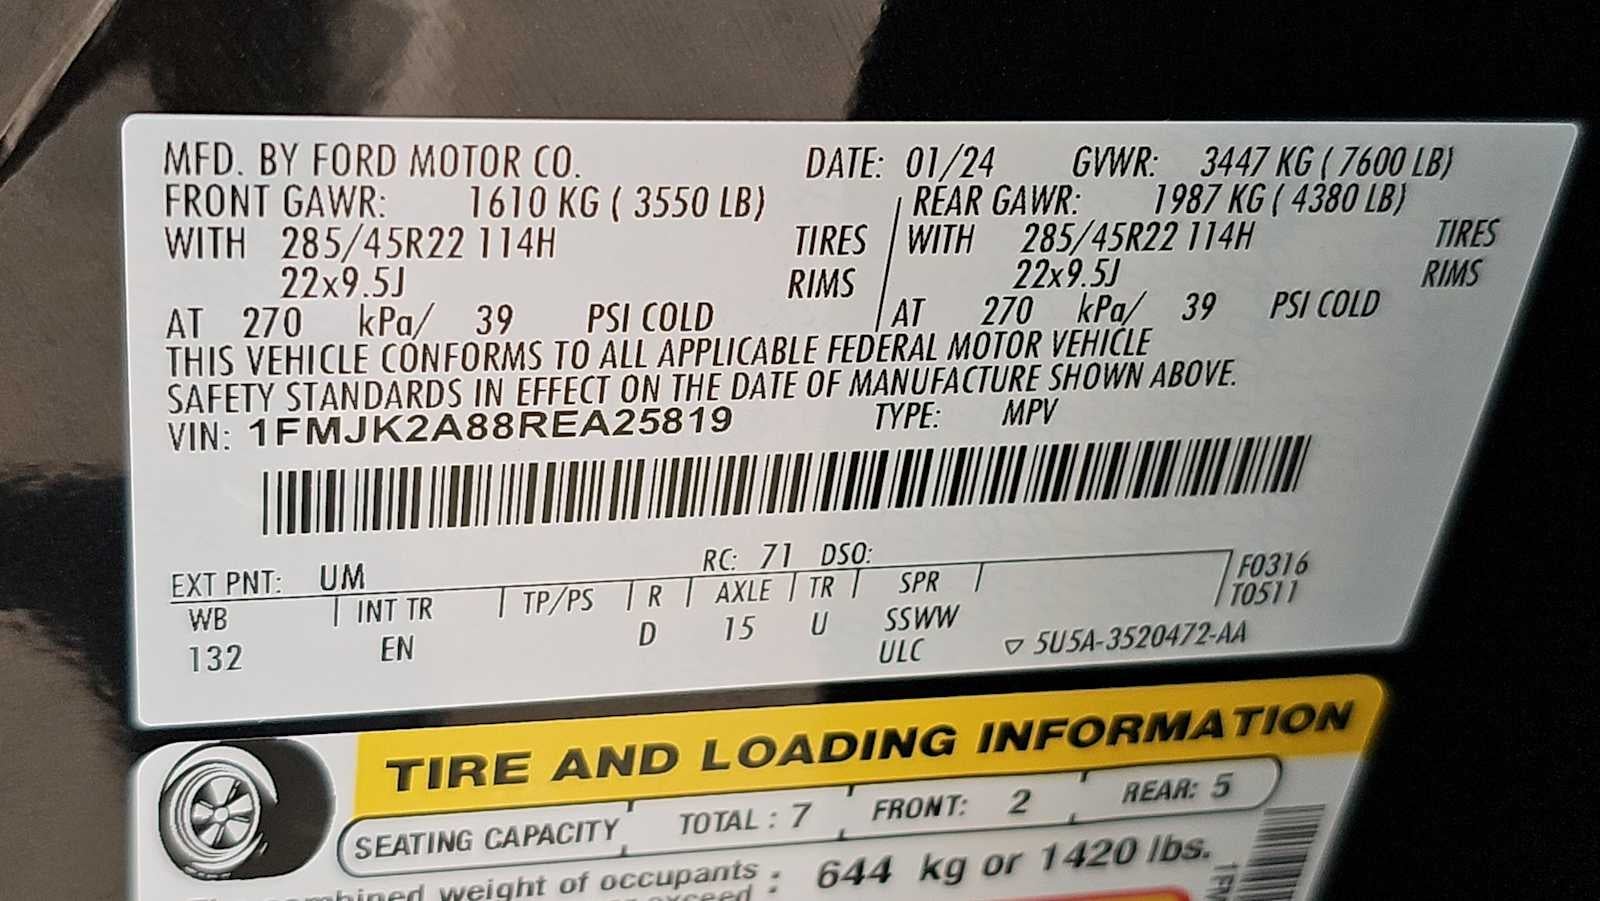 MFD. BY FORD MOTOR CO. DATE: 01/24 GVWR: 3447 KG ( 7600 LB)
FRONT GAWR: 1610 KG ( 3550 LB) REAR GAWR: 1987 KG ( 4380 LB)
WITH 285/45R22 114H TIRES WITH 285/45R22 114H TIRES
22x9.5J RIMS 22x9.5J RIMS
AT 270 kPa/ 39 PSI COLD AT 270 kPa/ 39 PSI COLD
THIS VEHICLE CONFORMS TO ALL APPLICABLE FEDERAL MOTOR VEHICLE
SAFETY STANDARDS IN EFFECT ON THE DATE OF MANUFACTURE SHOWN ABOVE.
VIN: 1FMJK2A88REA25819 TYPE: MPV
EXT PNT: UM RC: 71 DSO: F0316
WB INT TR TP/PS R AXLE TR SPR T0511
132 EN D 15 U SSWW
ULC 5U5A-3520472-AA
TIRE AND LOADING INFORMATION
SEATING CAPACITY TOTAL : 7 FRONT: 2 REAR: 5
combined weight of occupants : 644 kg or 1420 lbs.
exceed